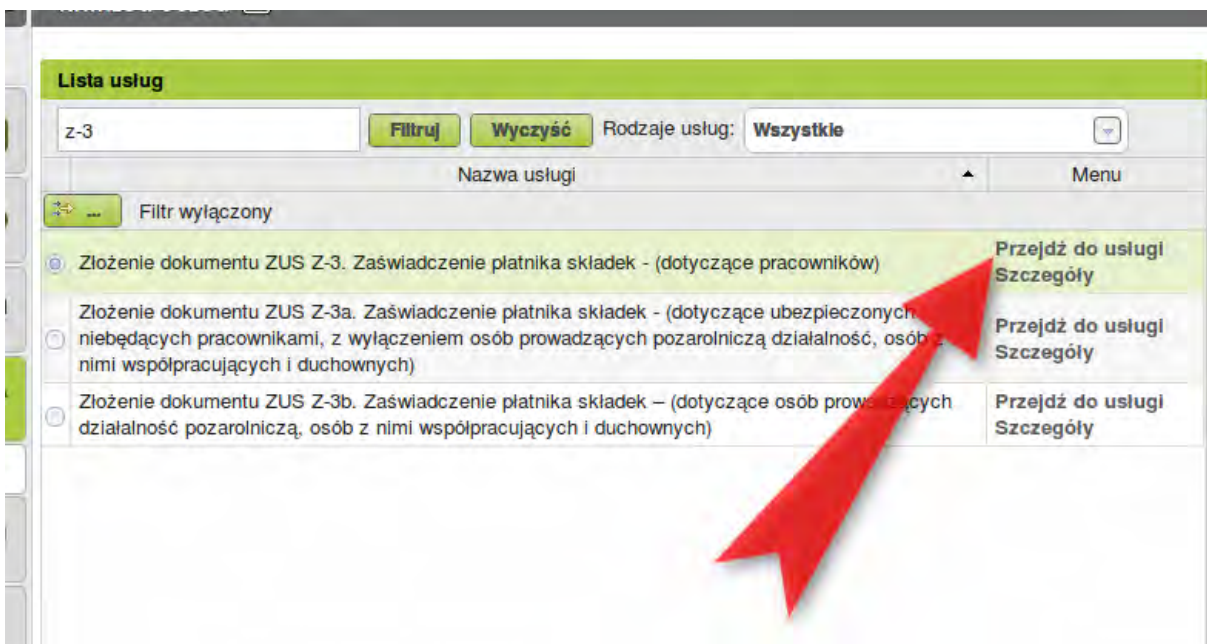 Lista usług
z-3 Filtruj Wyczyść Rodzaje usług: Wszystkie
Nazwa usługi Menu
... Filtr wyłączony
Złożenie dokumentu ZUS Z-3. Zaświadczenie płatnika składek - (dotyczące pracowników)
Przejdź do usługi
Szczegóły
Złożenie dokumentu ZUS Z-3a. Zaświadczenie płatnika składek - (dotyczące ubezpieczonych
niebędących pracownikami, z wyłączeniem osób prowadzących pozarolniczą działalność, osób z
nimi współpracujących i duchownych)
Przejdź do usługi
Szczegóły
Złożenie dokumentu ZUS Z-3b. Zaświadczenie płatnika składek – (dotyczące osób prowadzących
działalność pozarolniczą, osób z nimi współpracujących i duchownych)
Przejdź do usługi
Szczegóły